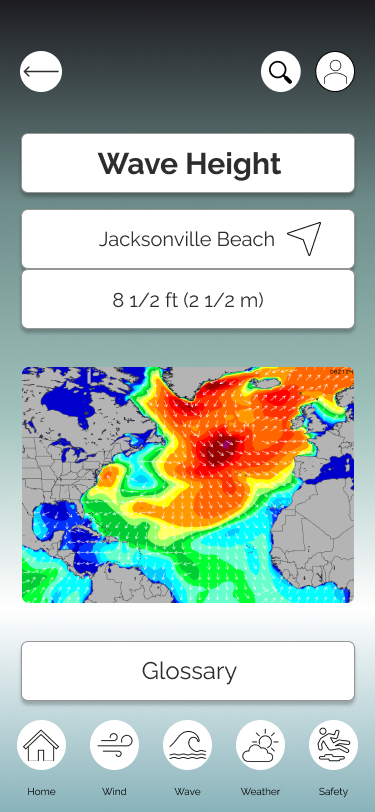 Wave Height
Jacksonville Beach
8 1/2 ft (2 1/2 m)
Glossary
Home
Wind
Wave
Weather
Safety